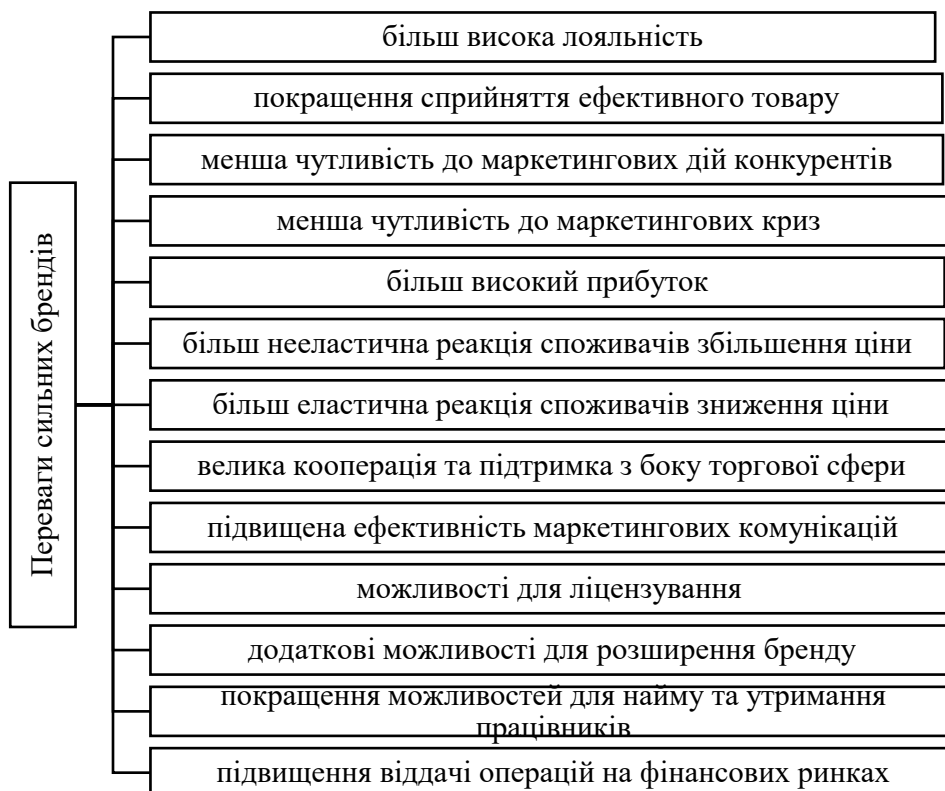 Переваги сильних брендів
більш висока лояльність
покращення сприйняття ефективного товару
менша чутливість до маркетингових дій конкурентів
менша чутливість до маркетингових криз
більш високий прибуток
більш нееластична реакція споживачів збільшення ціни
більш еластична реакція споживачів зниження ціни
велика кооперація та підтримка з боку торгової сфери
підвищена ефективність маркетингових комунікацій
можливості для ліцензування
додаткові можливості для розширення бренду
покращення можливостей для найму та утримання
працівників
підвищення віддачі операцій на фінансових ринках